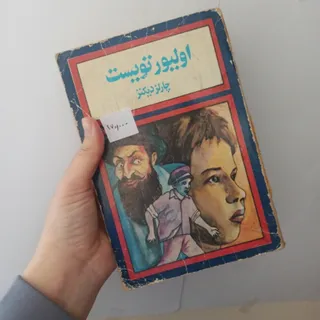 اولیور تویست
چارلز دیکنز